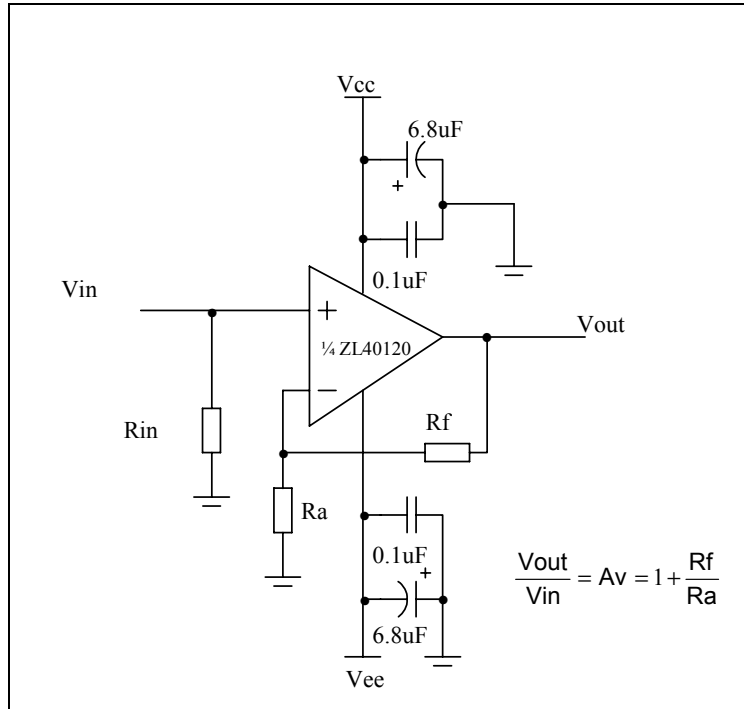 Vcc
6.8uF
+
0.1uF
Vin
+
¼ ZL40120
Vout
−
Rf
Rin
Ra
0.1uF
+
6.8uF
Vee
Vout/Vin = Av = 1 + Rf/Ra